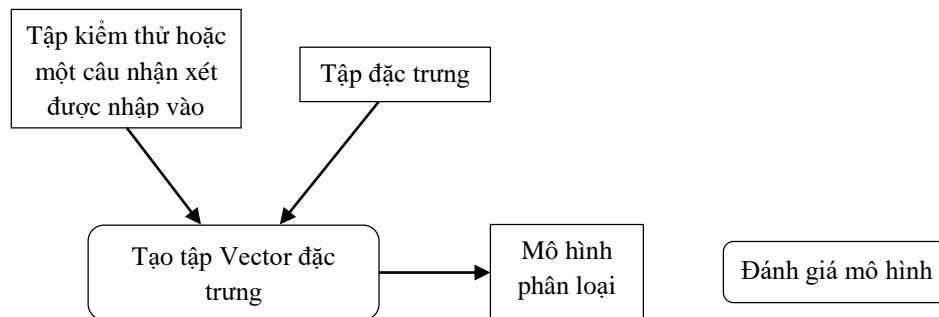 Tập kiểm thử hoặc
một câu nhận xét
được nhập vào
Tập đặc trưng
Tạo tập Vector đặc
trưng
Mô hình
phân loại
Đánh giá mô hình